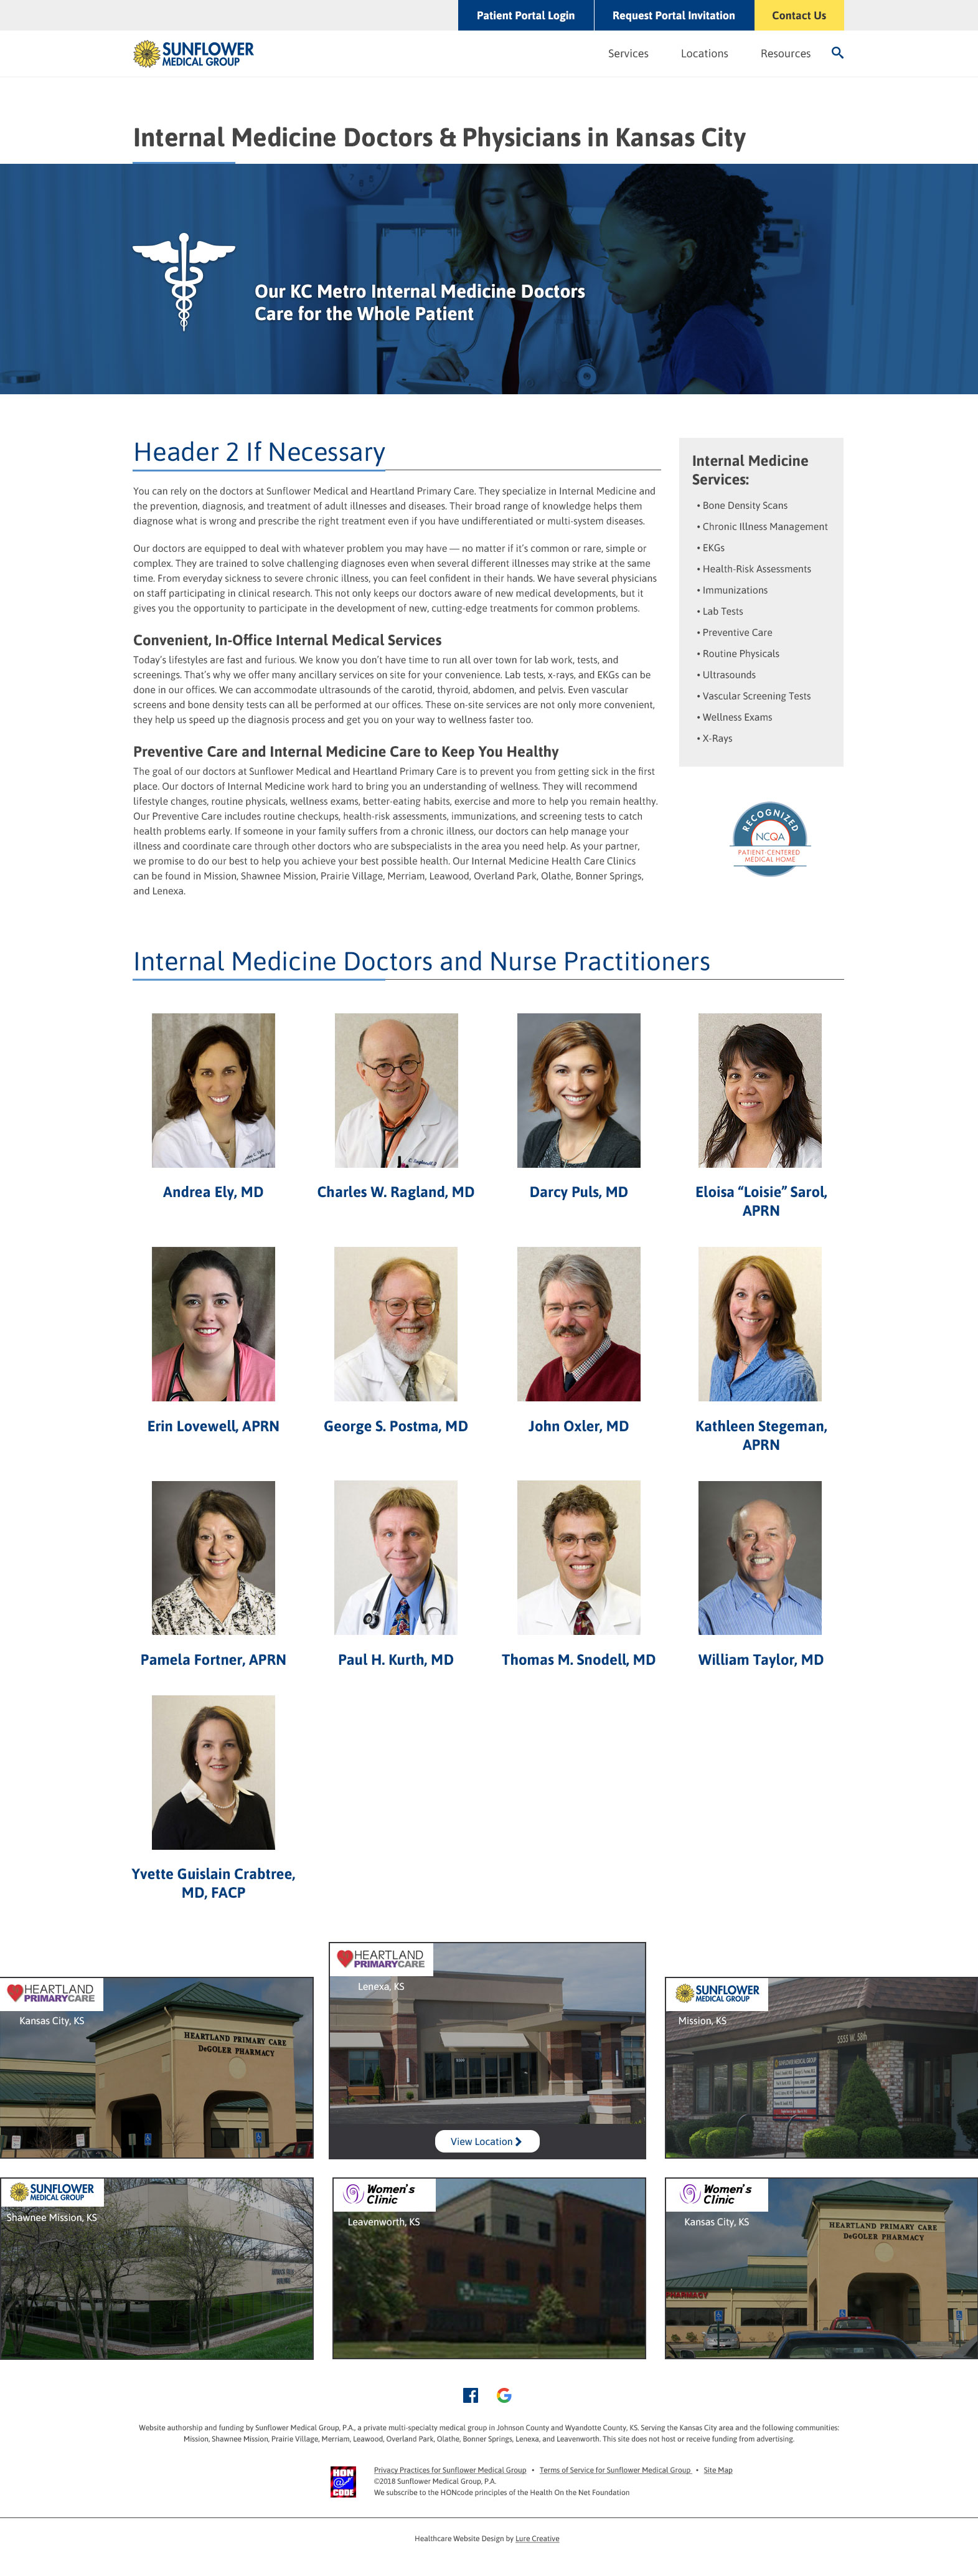 Patient Portal Login
Request Portal Invitation
Contact Us
SUNFLOWER
MEDICAL GROUP
Services
Locations
Resources
Internal Medicine Doctors & Physicians in Kansas City
Our KC Metro Internal Medicine Doctors
Care for the Whole Patient
Header 2 If Necessary
You can rely on the doctors at Sunflower Medical and Heartland Primary Care. They specialize in Internal Medicine and
the prevention, diagnosis, and treatment of adult illnesses and diseases. Their broad range of knowledge helps them
diagnose what is wrong and prescribe the right treatment even if you have undifferentiated or multi-system diseases.
Our doctors are equipped to deal with whatever problem you may have — no matter if it's common or rare, simple or
complex. They are trained to solve challenging diagnoses even when several different illnesses may strike at the same
time. From everyday sickness to severe chronic illness, you can feel confident in their hands. We have several physicians
on staff participating in clinical research. This not only keeps our doctors aware of new medical developments, but it
gives you the opportunity to participate in the development of new, cutting-edge treatments for common problems.
Convenient, In-Office Internal Medical Services
Today's lifestyles are fast and furious. We know you don't have time to run all over town for lab work, tests, and
screenings. That's why we offer many ancillary services on site for your convenience. Lab tests, x-rays, and EKGs can be
done in our offices. We can accommodate ultrasounds of the carotid, thyroid, abdomen, and pelvis. Even vascular
screens and bone density tests can all be performed at our offices. These on-site services are not only more convenient,
they help us speed up the diagnosis process and get you on your way to wellness faster too.
Preventive Care and Internal Medicine Care to Keep You Healthy
The goal of our doctors at Sunflower Medical and Heartland Primary Care is to prevent you from getting sick in the first
place. Our doctors of Internal Medicine work hard to bring you an understanding of wellness. They will recommend
lifestyle changes, routine physicals, wellness exams, better-eating habits, exercise and more to help you remain healthy.
Our Preventive Care includes routine checkups, health-risk assessments, immunizations, and screening tests to catch
health problems early. If someone in your family suffers from a chronic illness, our doctors can help manage your
illness and coordinate care through other doctors who are subspecialists in the area you need help. As your partner,
we promise to do our best to help you achieve your best possible health. Our Internal Medicine Health Care Clinics
can be found in Mission, Shawnee Mission, Prairie Village, Merriam, Leawood, Overland Park, Olathe, Bonner Springs,
and Lenexa.
Internal Medicine
Services:
• Bone Density Scans
• Chronic Illness Management
• EKGs
• Health-Risk Assessments
• Immunizations
• Lab Tests
• Preventive Care
• Routine Physicals
• Ultrasounds
• Vascular Screening Tests
• Wellness Exams
• X-Rays
RECOGNIZED
NCQA
PATIENT-CENTERED
MEDICAL HOME
Internal Medicine Doctors and Nurse Practitioners
Andrea Ely, MD
Charles W. Ragland, MD
Darcy Puls, MD
Eloisa “Loisie” Sarol,
APRN
Erin Lovewell, APRN
George S. Postma, MD
John Oxler, MD
Kathleen Stegeman,
APRN
Pamela Fortner, APRN
Paul H. Kurth, MD
Thomas M. Snodell, MD
William Taylor, MD
Yvette Guislain Crabtree,
MD, FACP
HEARTLAND
PRIMARYCARE
Kansas City, KS
HEARTLAND PRIMARY CARE
DeGOLER PHARMACY
HEARTLAND
PRIMARYCARE
Lenexa, KS
View Location
SUNFLOWER
MEDICAL GROUP
Mission, KS
5555 W. 58th
SUNFLOWER
MEDICAL GROUP
Shawnee Mission, KS
Women's
Clinic
Leavenworth, KS
Women's
Clinic
Kansas City, KS
HEARTLAND PRIMARY CARE
DeGOLER PHARMACY
PHARMACY
Website authorship and funding by Sunflower Medical Group, P.A., a private multi-specialty medical group in Johnson County and Wyandotte County, KS. Serving the Kansas City area and the following communities:
Mission, Shawnee Mission, Prairie Village, Merriam, Leawood, Overland Park, Olathe, Bonner Springs, Lenexa, and Leavenworth. This site does not host or receive funding from advertising.
HON
@
CODE
Privacy Practices for Sunflower Medical Group • Terms of Service for Sunflower Medical Group • Site Map
©2018 Sunflower Medical Group, P.A.
We subscribe to the HONcode principles of the Health On the Net Foundation
Healthcare Website Design by Lure Creative